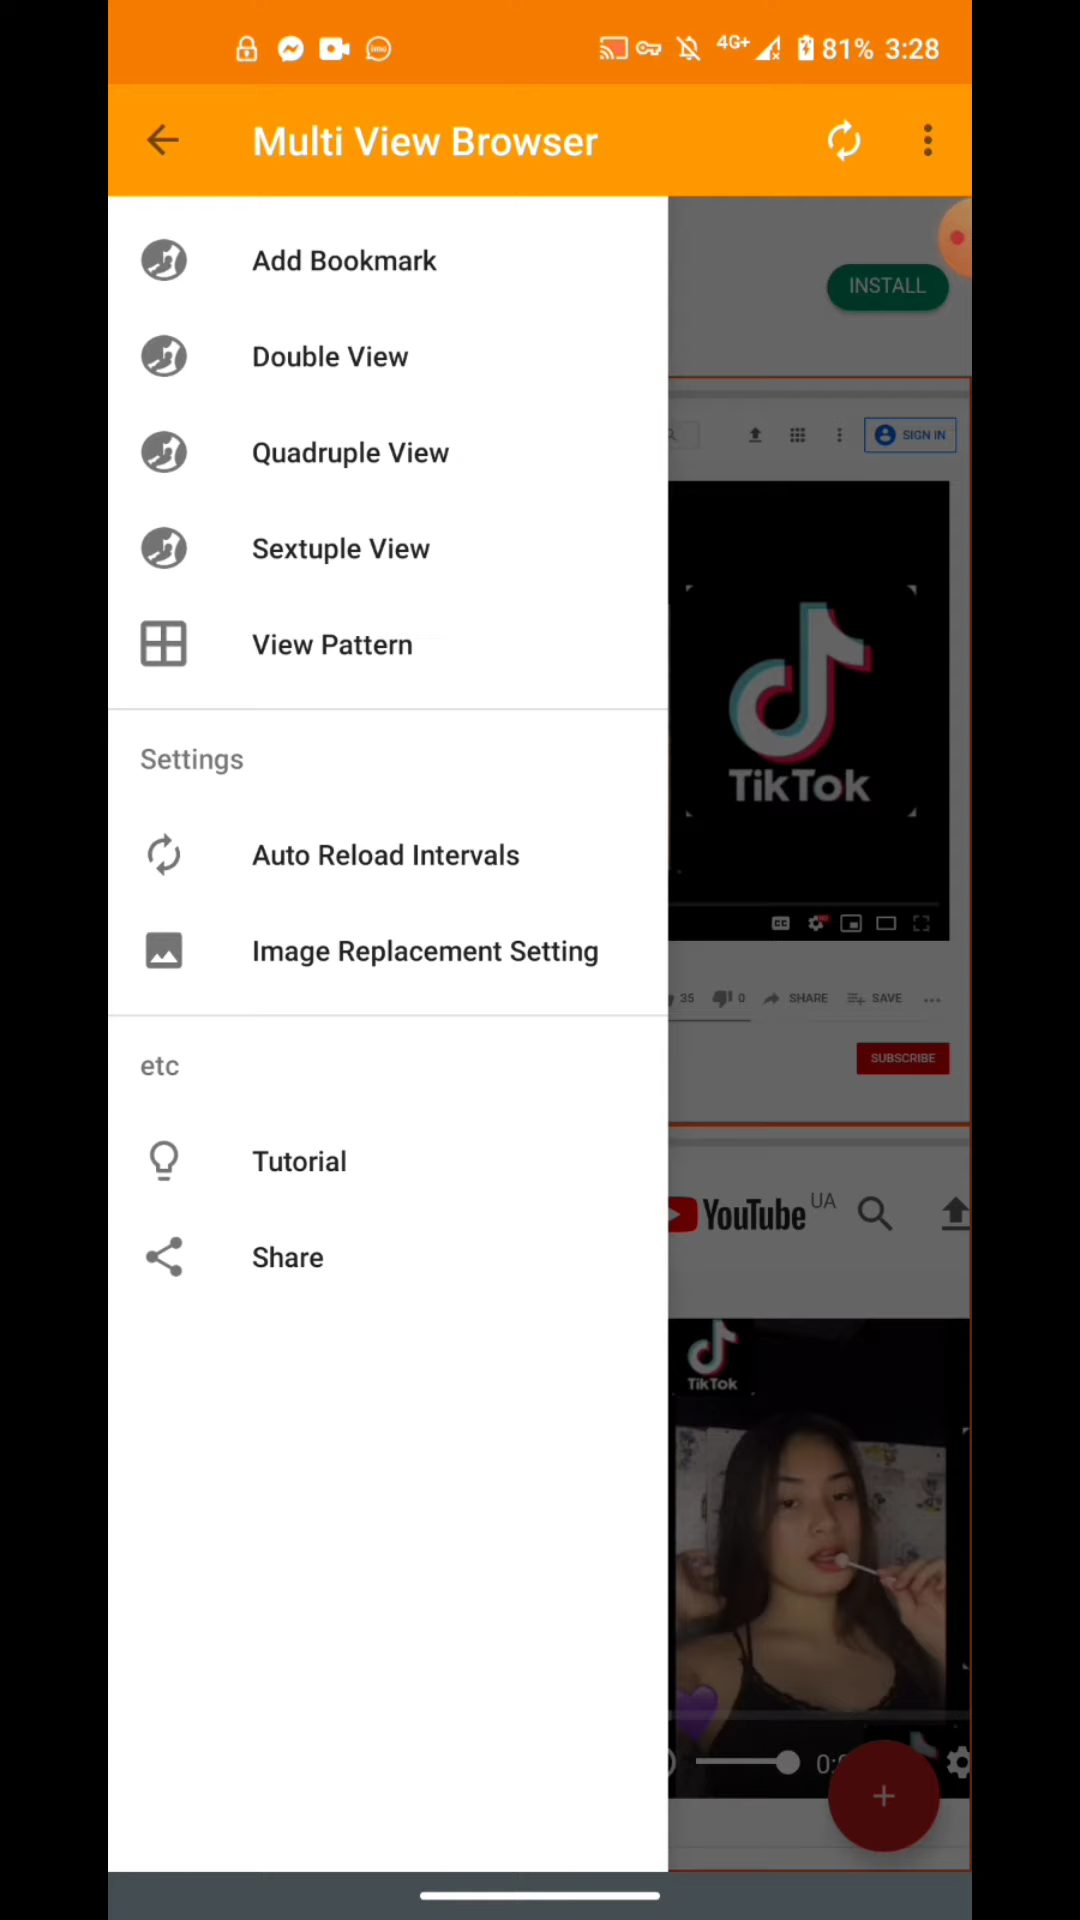 4G+ 81% 3:28
Multi View Browser
Add Bookmark
INSTALL
Double View
SIGN IN
Quadruple View
Sextuple View
View Pattern
TikTok
Settings
Auto Reload Intervals
CC
Image Replacement Setting
35 0 SHARE SAVE
SUBSCRIBE
etc
Tutorial
YouTube UA
Share
TikTok